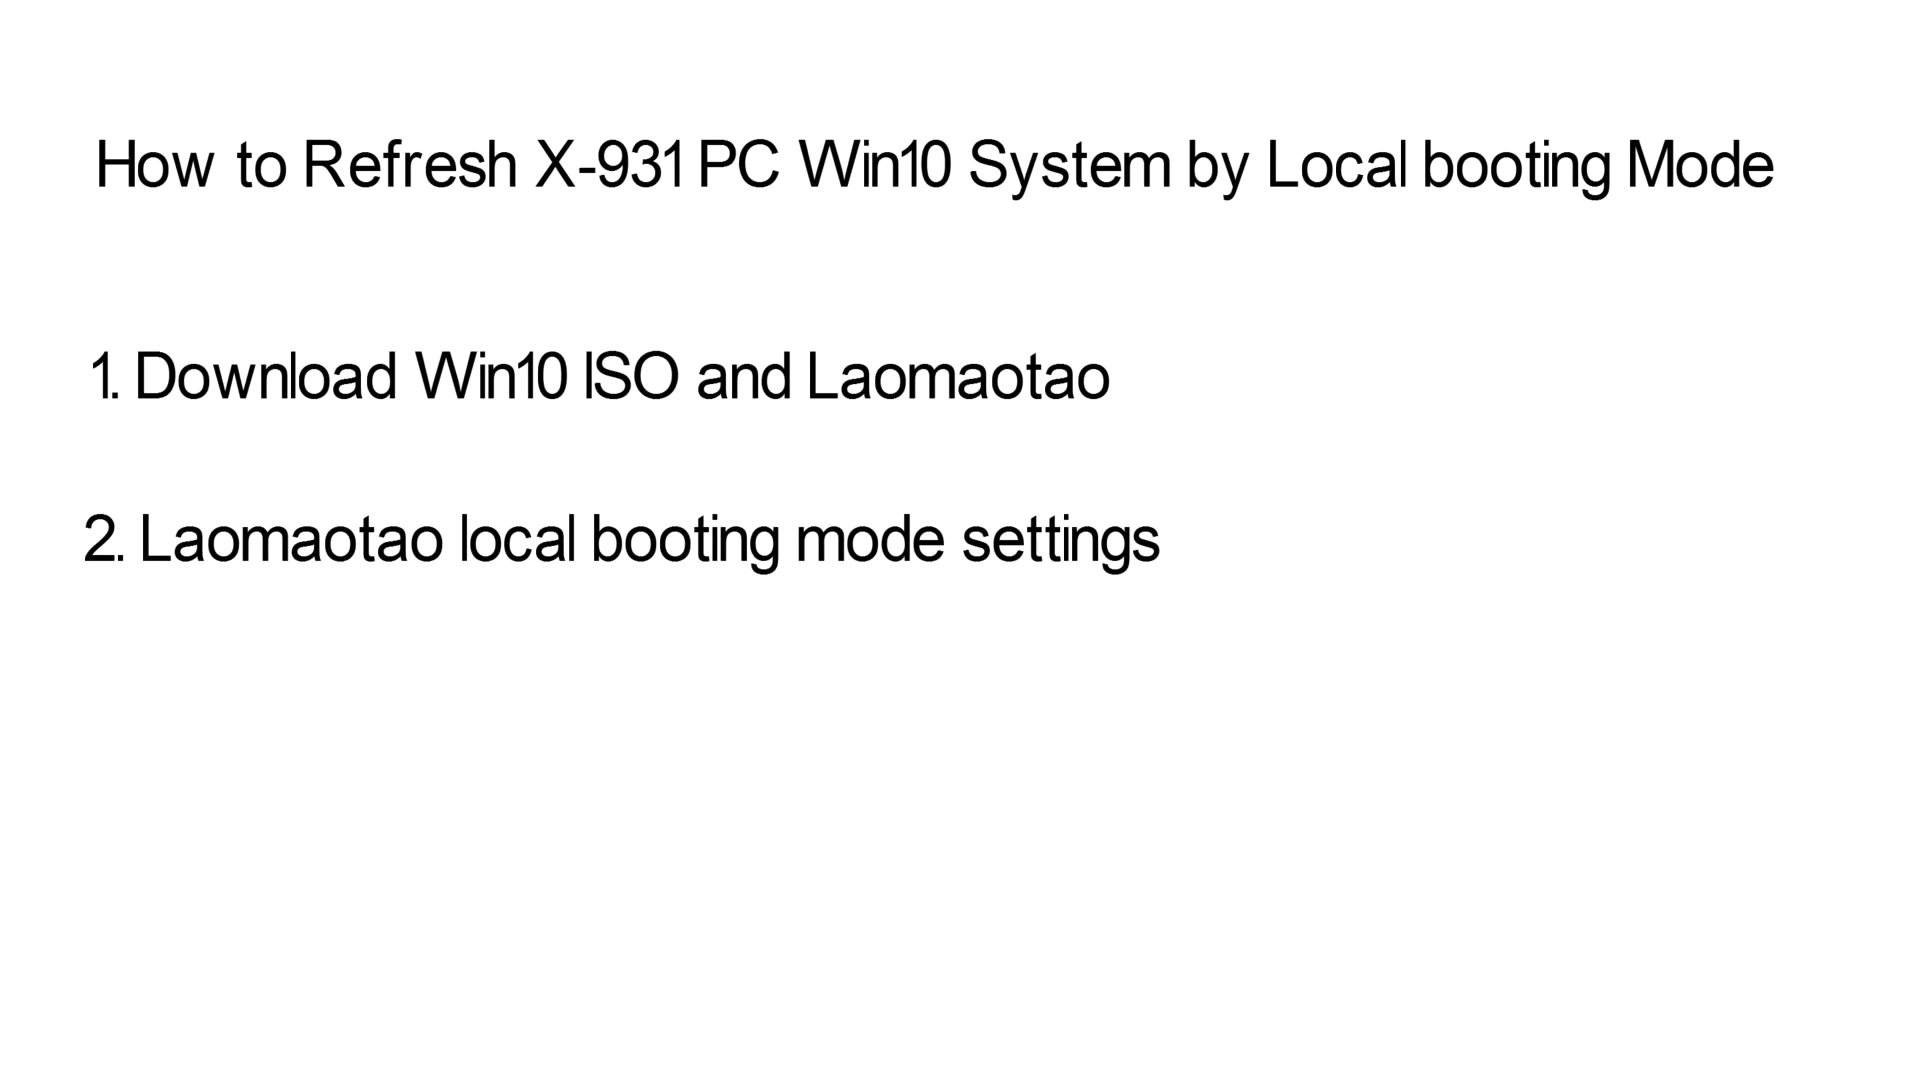 How to Refresh X-931 PC Win10 System by Local booting Mode
1. Download Win10 ISO and Laomaotao
2. Laomaotao local booting mode settings